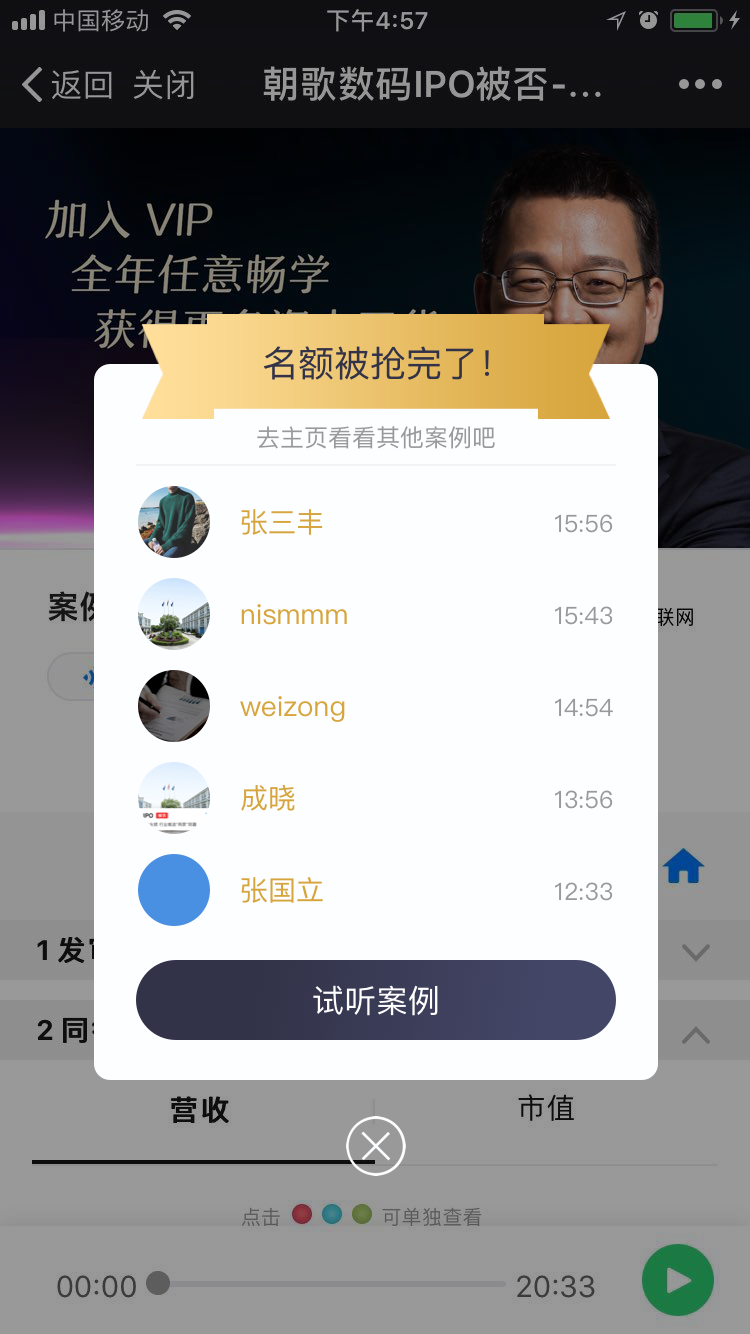 中国移动
下午4:57
返回 关闭 朝歌数码IPO被否-...
加入 VIP
全年任意畅学
名额被抢完了！
去主页看看其他案例吧
张三丰 15:56
nismmm 15:43
案
联网
weizong 14:54
成晓 13:56
IPO
张国立 12:33
1 发
2 同
试听案例
营收
市值
点击 可单独查看
00:00
20:33